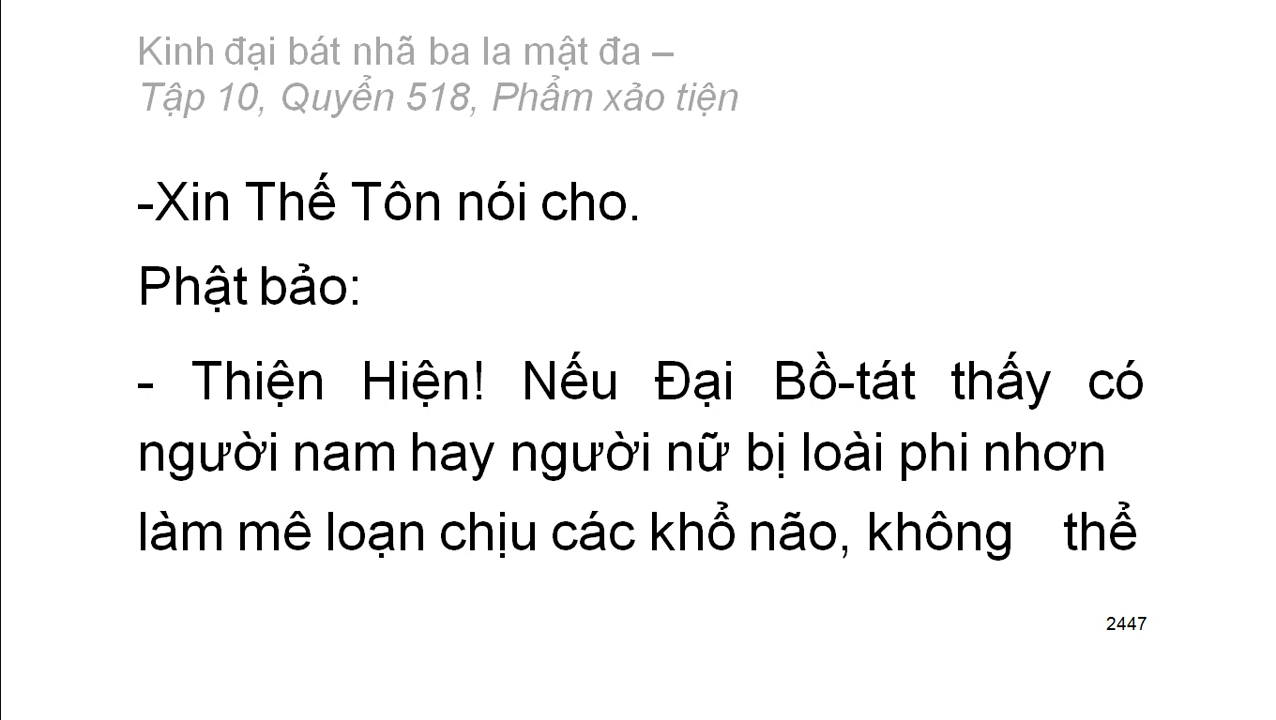 Kinh đại bát nhã ba la mật đa –
Tập 10, Quyển 518, Phẩm xảo tiện
-Xin Thế Tôn nói cho.
Phật bảo:
- Thiện Hiện! Nếu Đại Bồ-tát thấy có
người nam hay người nữ bị loài phi nhơn
làm mê loạn chịu các khổ não, không thể
2447